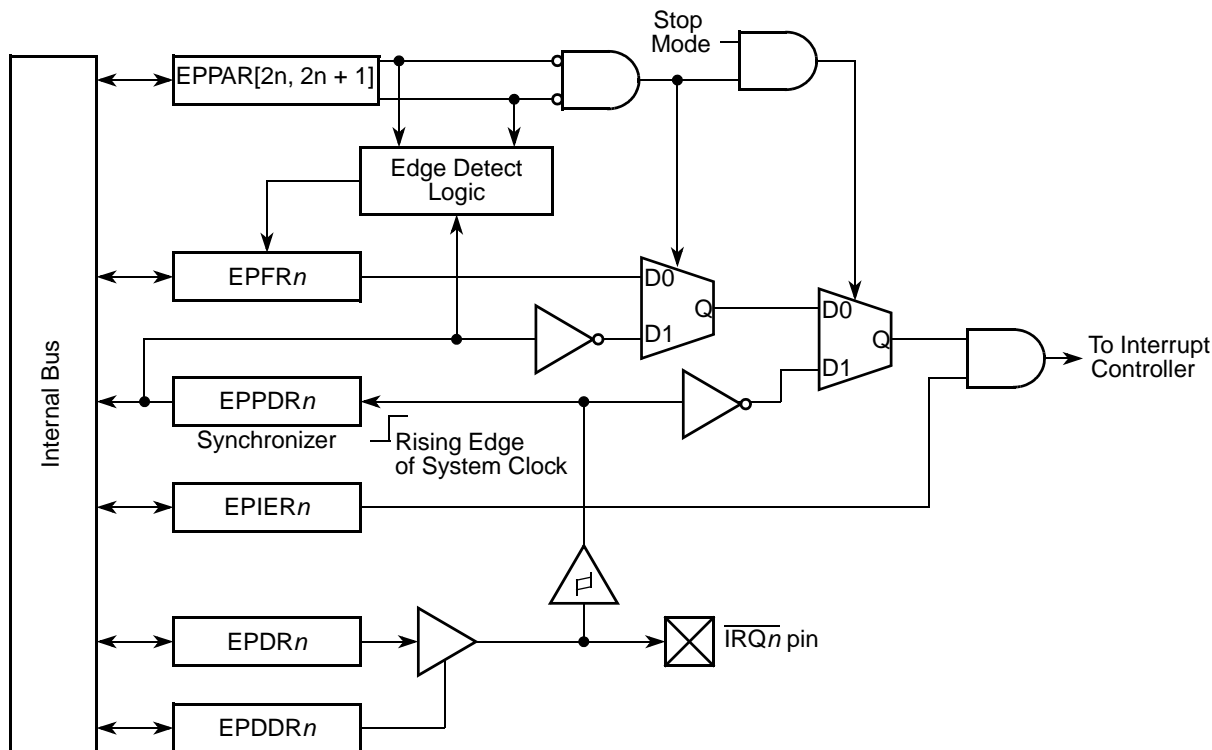 Stop
Mode
EPPAR[2n, 2n + 1]
Edge Detect
Logic
EPFRn
D0
Q
D1
D0
Q
D1
To Interrupt
Controller
Internal Bus
EPPDRn
Synchronizer
Rising Edge
of System Clock
EPIERn
EPDRn
IRQn pin
EPDDRn